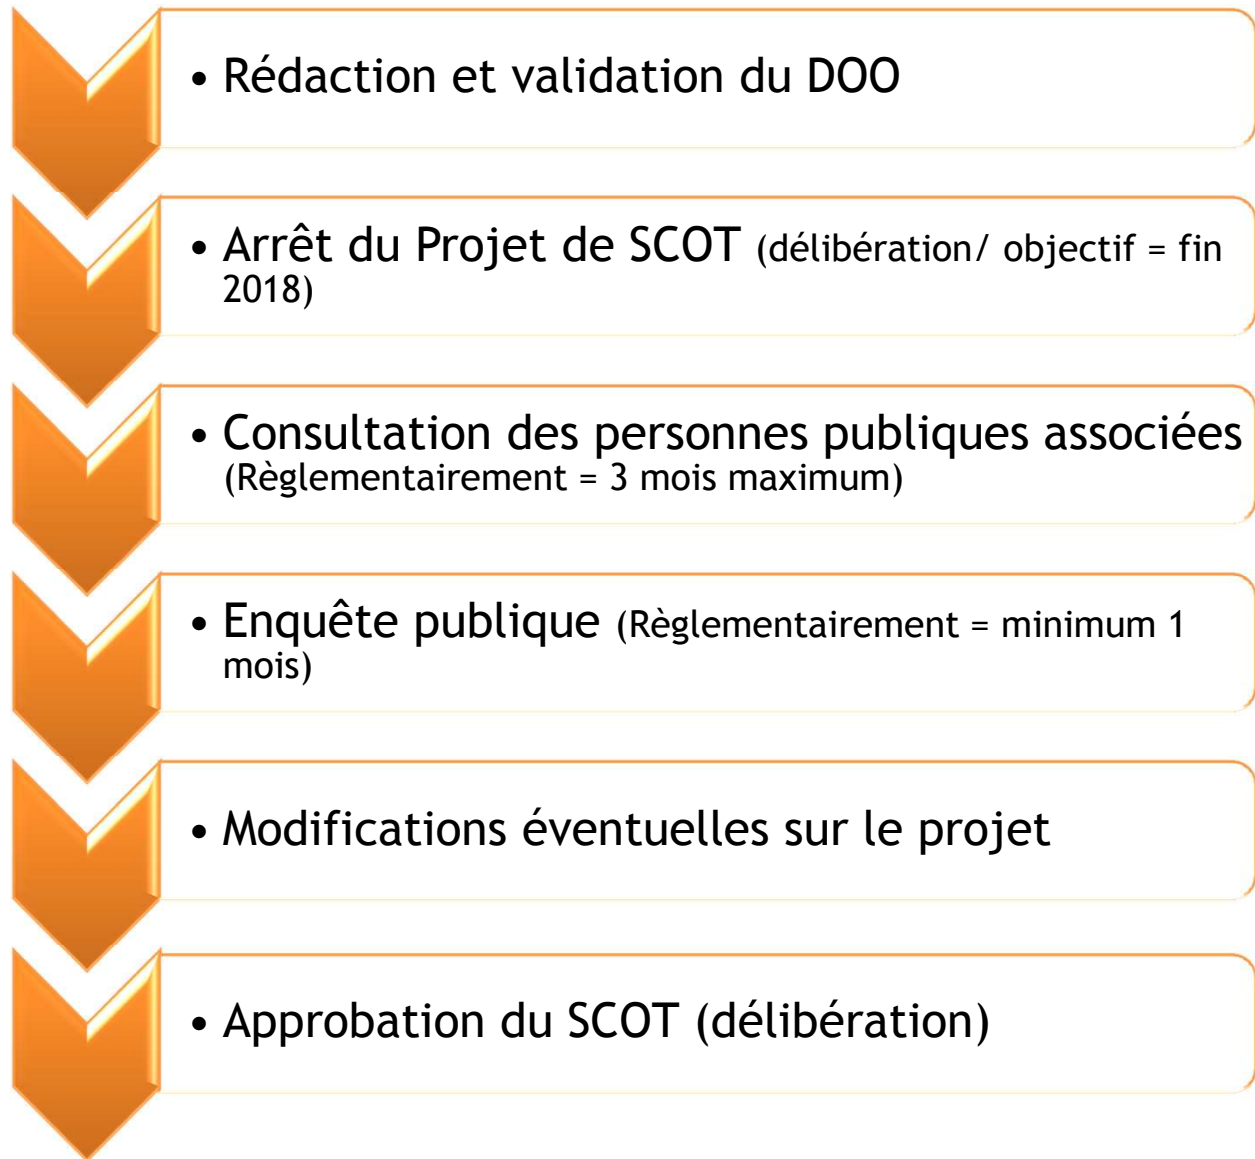 • Rédaction et validation du DOO
• Arrêt du Projet de SCOT (délibération/ objectif = fin
2018)
• Consultation des personnes publiques associées
(Règlementairement = 3 mois maximum)
• Enquête publique (Règlementairement = minimum 1
mois)
• Modifications éventuelles sur le projet
• Approbation du SCOT (délibération)